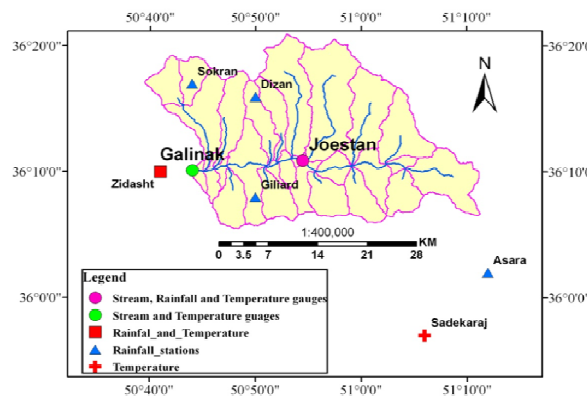 50°40'0" 50°50'0" 51°0'0" 51°10'0"
36°20'0" 36°20'0"
N
Sokran
Dizan
Joestan
Galinak
36°10'0" 36°10'0"
Zidasht
Giliard
1:400,000
KM
0 3.5 7 14 21 28
Asara
36°0'0" 36°0'0"
Legend
Stream, Rainfall and Temperature gauges
Stream and Temperature guages
Rainfal_and_Temperature
Rainfall_stations
Temperature
Sadekaraj
50°40'0" 50°50'0" 51°0'0" 51°10'0"